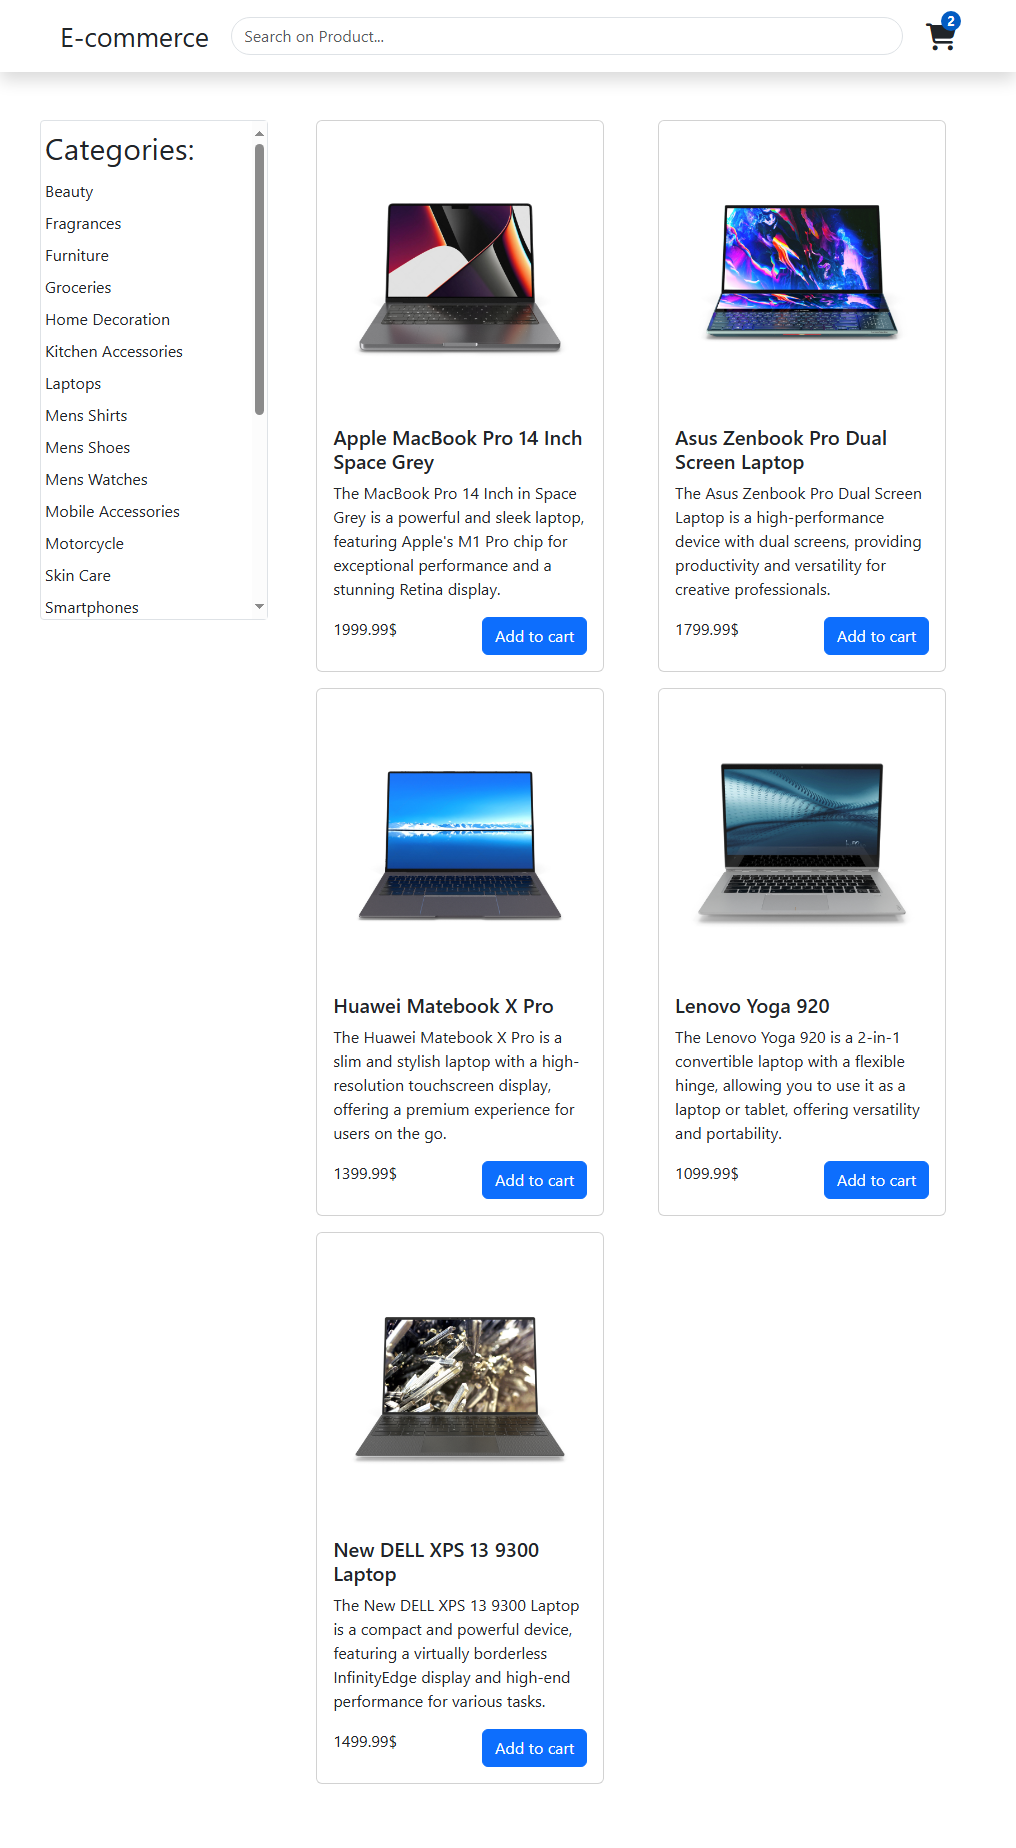 E-commerce
Search on Product...
2
Categories:
Beauty
Fragrances
Furniture
Groceries
Home Decoration
Kitchen Accessories
Laptops
Mens Shirts
Mens Shoes
Mens Watches
Mobile Accessories
Motorcycle
Skin Care
Smartphones
Apple MacBook Pro 14 Inch
Space Grey
The MacBook Pro 14 Inch in Space
Grey is a powerful and sleek laptop,
featuring Apple's M1 Pro chip for
exceptional performance and a
stunning Retina display.
1999.99$
Add to cart
Asus Zenbook Pro Dual
Screen Laptop
The Asus Zenbook Pro Dual Screen
Laptop is a high-performance
device with dual screens, providing
productivity and versatility for
creative professionals.
1799.99$
Add to cart
Huawei Matebook X Pro
The Huawei Matebook X Pro is a
slim and stylish laptop with a high-
resolution touchscreen display,
offering a premium experience for
users on the go.
1399.99$
Add to cart
Lenovo Yoga 920
The Lenovo Yoga 920 is a 2-in-1
convertible laptop with a flexible
hinge, allowing you to use it as a
laptop or tablet, offering versatility
and portability.
1099.99$
Add to cart
New DELL XPS 13 9300
Laptop
The New DELL XPS 13 9300 Laptop
is a compact and powerful device,
featuring a virtually borderless
InfinityEdge display and high-end
performance for various tasks.
1499.99$
Add to cart